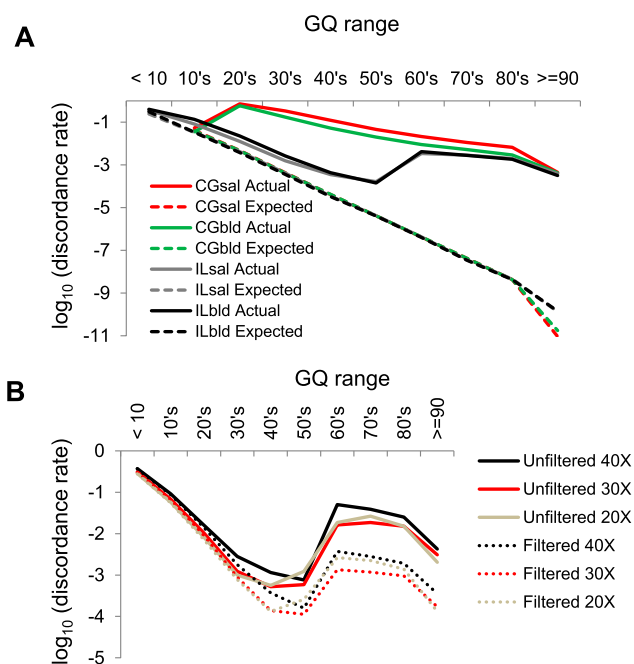 A
GQ range
< 10 10's 20's 30's 40's 50's 60's 70's 80's >=90
log10 (discordance rate)
-1
-3
-5
-7
-9
-11
CGsal Actual
CGsal Expected
CGbld Actual
CGbld Expected
ILsal Actual
ILsal Expected
ILbld Actual
ILbld Expected
B
GQ range
< 10 10's 20's 30's 40's 50's 60's 70's 80's >=90
log10 (discordance rate)
0
-1
-2
-3
-4
-5
Unfiltered 40X
Unfiltered 30X
Unfiltered 20X
Filtered 40X
Filtered 30X
Filtered 20X